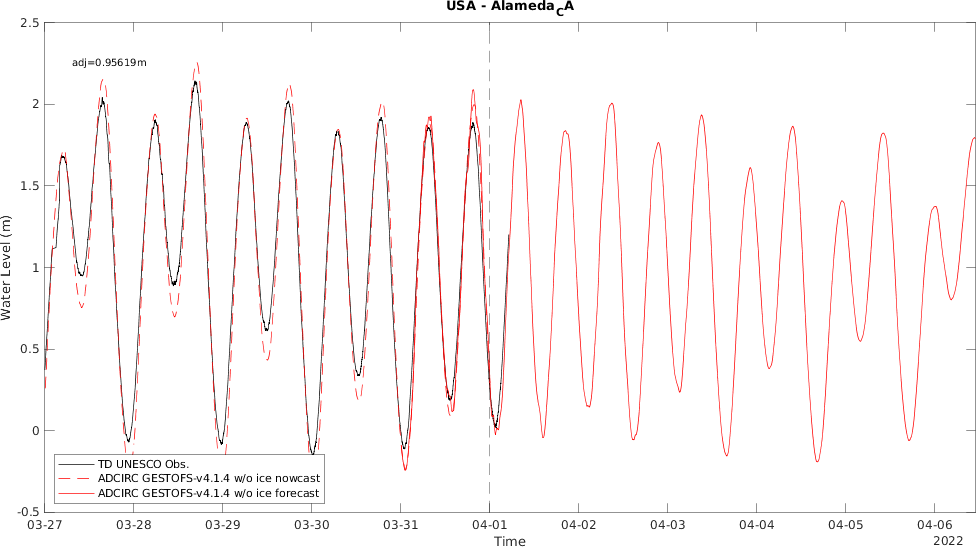 USA - AlamedaCA
adj=0.95619m
Water Level (m)
2.5
2
1.5
1
0.5
0
-0.5
TD UNESCO Obs.
ADCIRC GESTOFS-v4.1.4 w/o ice nowcast
ADCIRC GESTOFS-v4.1.4 w/o ice forecast
03-27 03-28 03-29 03-30 03-31 04-01 04-02 04-03 04-04 04-05 04-06
Time 2022